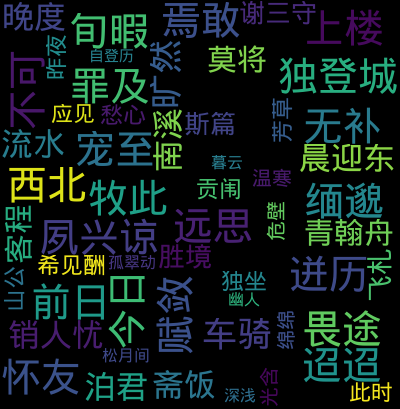 晚度
旬暇
焉敢
谢三守
上楼
昨夜
自登历
旷然
莫将
独登城
不可
罪及
应见
愁心
南溪
斯篇
芳草
无补
流水
宠至
暮云
晨迎东
西北
牧此
贡闱
温寒
缅邈
客程
夙兴谅
远思
危壁
青翰舟
希见酬
孤翠动
胜境
迸历
飞札
山公
前日
今日
赋敛
独坐
幽人
销人忧
车骑
绵绵
畏途
松月间
迢迢
怀友
泊君
斋饭
深浅
光含
此时